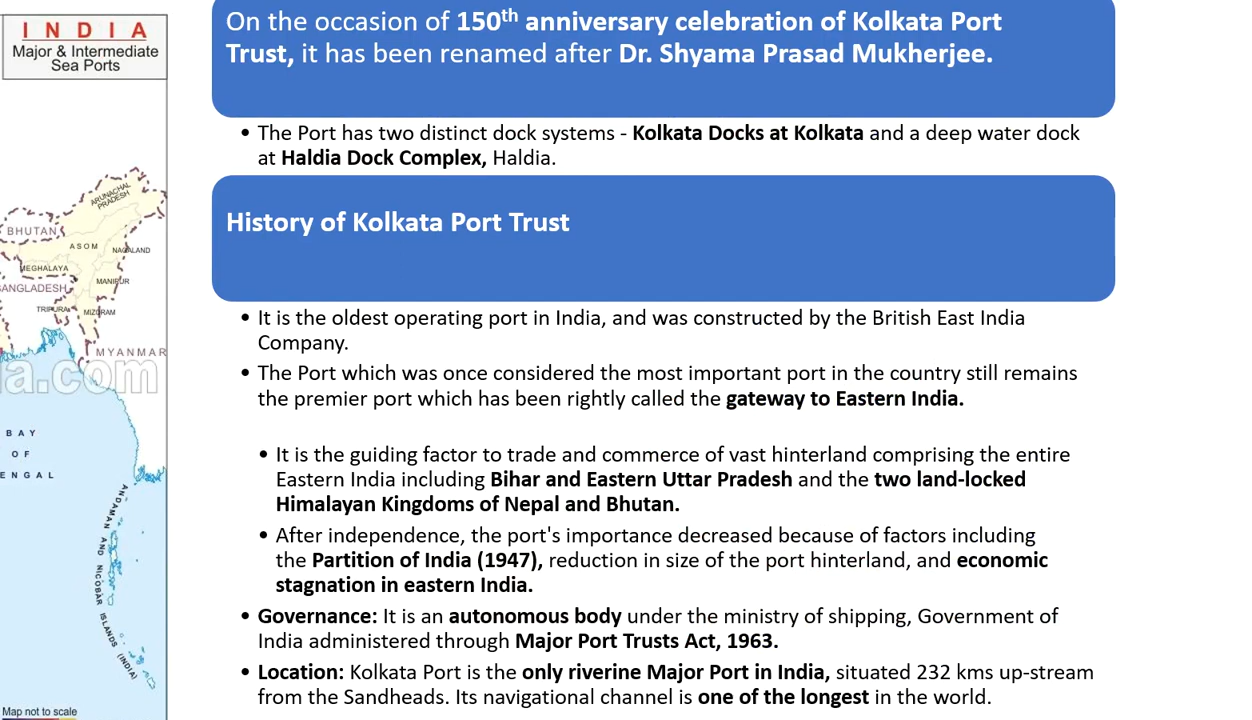 INDIA
Major & Intermediate
Sea Ports
ARUNACHAL
PRADESH
BHUTAN
ASOM
NAGALAND
MEGHALAYA
MANIPUR
ANGLADESH
TRIPURA
MIZORAM
MYANMAR
a.com
BAY
OF
ENGAL
ANDAMAN AND NICOBAR ISLANDS (INDIA)
Map not to scale
On the occasion of 150th anniversary celebration of Kolkata Port
Trust, it has been renamed after Dr. Shyama Prasad Mukherjee.
• The Port has two distinct dock systems - Kolkata Docks at Kolkata and a deep water dock
at Haldia Dock Complex, Haldia.
History of Kolkata Port Trust
• It is the oldest operating port in India, and was constructed by the British East India
Company.
• The Port which was once considered the most important port in the country still remains
the premier port which has been rightly called the gateway to Eastern India.
• It is the guiding factor to trade and commerce of vast hinterland comprising the entire
Eastern India including Bihar and Eastern Uttar Pradesh and the two land-locked
Himalayan Kingdoms of Nepal and Bhutan.
• After independence, the port's importance decreased because of factors including
the Partition of India (1947), reduction in size of the port hinterland, and economic
stagnation in eastern India.
• Governance: It is an autonomous body under the ministry of shipping, Government of
India administered through Major Port Trusts Act, 1963.
• Location: Kolkata Port is the only riverine Major Port in India, situated 232 kms up-stream
from the Sandheads. Its navigational channel is one of the longest in the world.